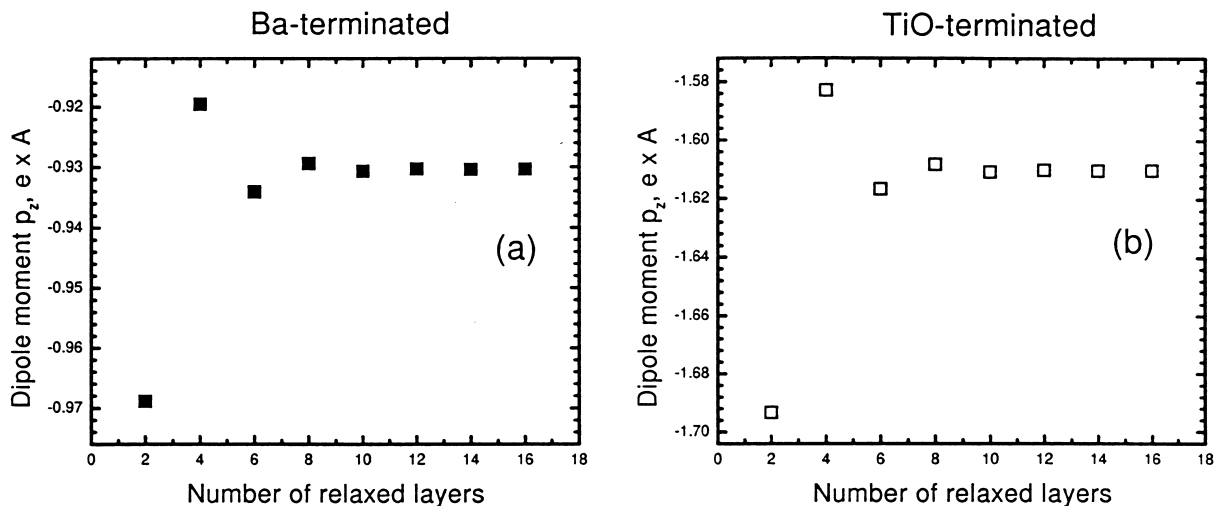 Ba-terminated
Dipole moment p_z, e x A
-0.92
-0.93
-0.94
-0.95
-0.96
-0.97
(a)
0 2 4 6 8 10 12 14 16 18
Number of relaxed layers
TiO-terminated
Dipole moment p_z, e x A
-1.58
-1.60
-1.62
-1.64
-1.66
-1.68
-1.70
(b)
0 2 4 6 8 10 12 14 16 18
Number of relaxed layers